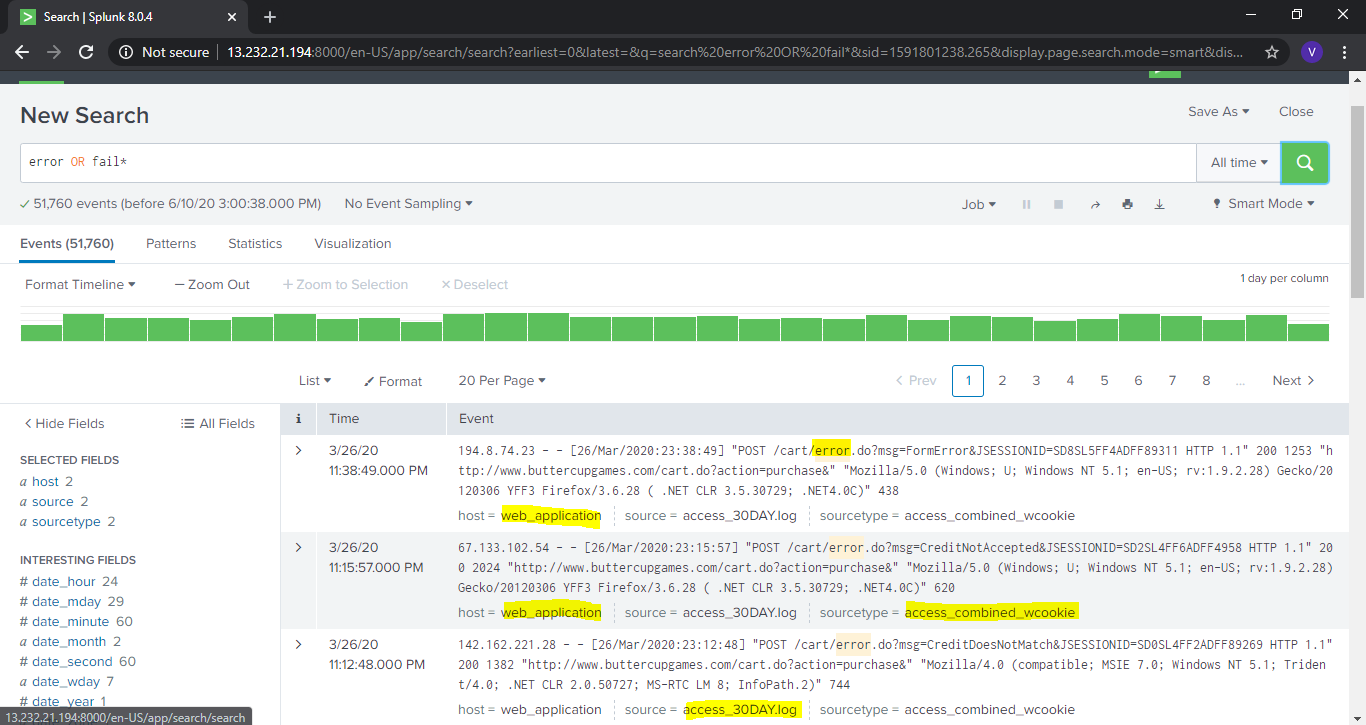 Search | Splunk 8.0.4
Not secure | 13.232.21.194:8000/en-US/app/search/search?earliest=0&latest=&q=search%20error%20OR%20fail*&sid=1591801238.265&display.page.search.mode=smart&dis...
V
New Search
Save As Close
error OR fail*
All time
51,760 events (before 6/10/20 3:00:38.000 PM) No Event Sampling
Job Smart Mode
Events (51,760) Patterns Statistics Visualization
Format Timeline — Zoom Out + Zoom to Selection × Deselect
1 day per column
List Format 20 Per Page
< Prev 1 2 3 4 5 6 7 8 ... Next >
< Hide Fields All Fields
i Time Event
SELECTED FIELDS
a host 2
a source 2
a sourcetype 2
INTERESTING FIELDS
# date_hour 24
# date_mday 29
# date_minute 60
a date_month 2
# date_second 60
a date_wday 7
# date_year 1
> 3/26/20
11:38:49.000 PM
194.8.74.23 - - [26/Mar/2020:23:38:49] "POST /cart/error.do?msg=FormError&JSESSIONID=SD8SL5FF4ADFF89311 HTTP 1.1" 200 1253 "h
ttp://www.buttercupgames.com/cart.do?action=purchase&" "Mozilla/5.0 (Windows; U; Windows NT 5.1; en-US; rv:1.9.2.28) Gecko/20
120306 YFF3 Firefox/3.6.28 ( .NET CLR 3.5.30729; .NET4.0C)" 438
host = web_application source = access_30DAY.log sourcetype = access_combined_wcookie
> 3/26/20
11:15:57.000 PM
67.133.102.54 - - [26/Mar/2020:23:15:57] "POST /cart/error.do?msg=CreditNotAccepted&JSESSIONID=SD2SL4FF6ADFF4958 HTTP 1.1" 20
0 2024 "http://www.buttercupgames.com/cart.do?action=purchase&" "Mozilla/5.0 (Windows; U; Windows NT 5.1; en-US; rv:1.9.2.28)
Gecko/20120306 YFF3 Firefox/3.6.28 ( .NET CLR 3.5.30729; .NET4.0C)" 620
host = web_application source = access_30DAY.log sourcetype = access_combined_wcookie
> 3/26/20
11:12:48.000 PM
142.162.221.28 - - [26/Mar/2020:23:12:48] "POST /cart/error.do?msg=CreditDoesNotMatch&JSESSIONID=SD0SL4FF2ADFF89269 HTTP 1.1"
200 1382 "http://www.buttercupgames.com/cart.do?action=purchase&" "Mozilla/4.0 (compatible; MSIE 7.0; Windows NT 5.1; Triden
t/4.0; .NET CLR 2.0.50727; MS-RTC LM 8; InfoPath.2)" 744
host = web_application source = access_30DAY.log sourcetype = access_combined_wcookie
13.232.21.194:8000/en-US/app/search/search